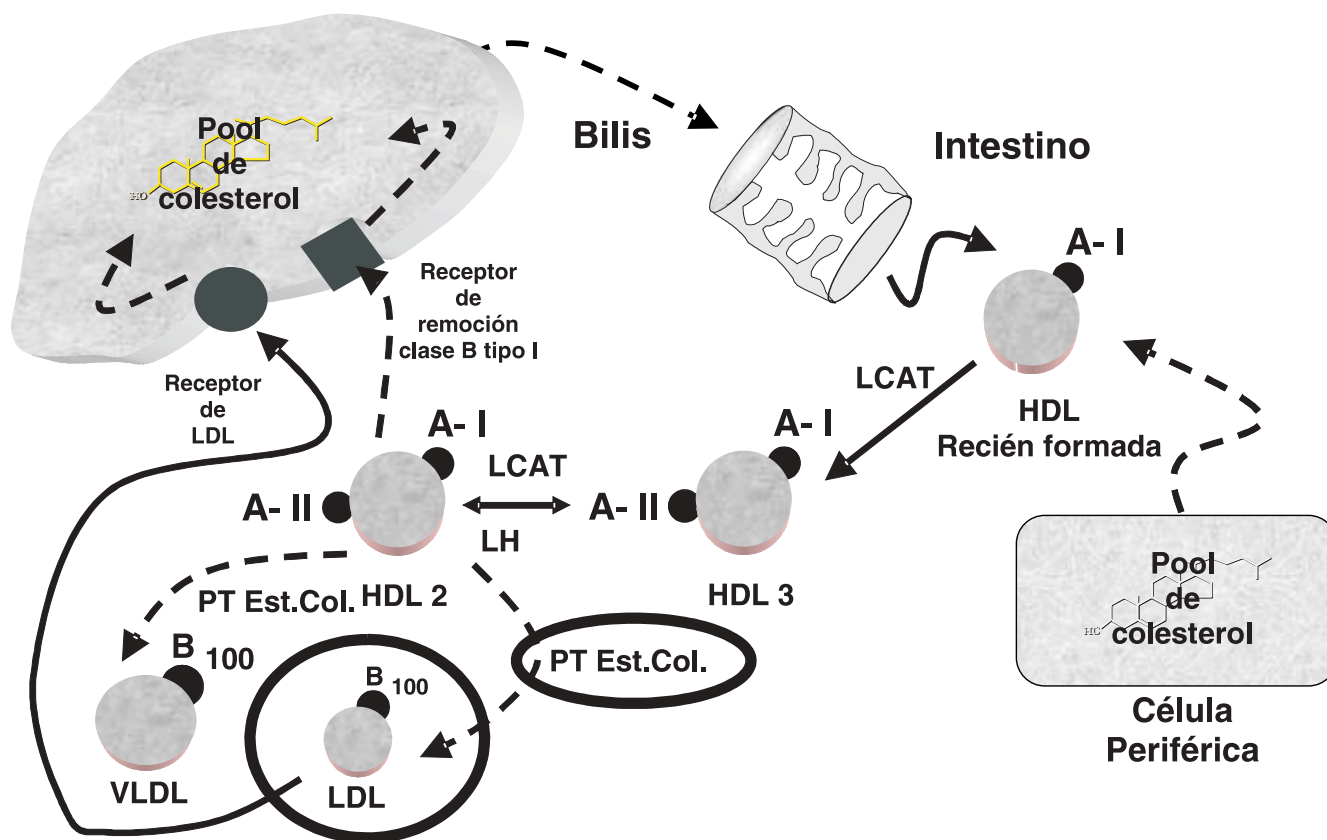 Pool
de
colesterol
HO
Bilis
Intestino
A- I
Receptor
de
remoción
clase B tipo I
Receptor
de
LDL
LCAT
HDL
Recién formada
A- I
A- II
LCAT
LH
A- I
A- II
HDL 2
HDL 3
PT Est.Col.
PT Est.Col.
B 100
VLDL
B 100
LDL
Pool
de
colesterol
HO
Célula
Periférica